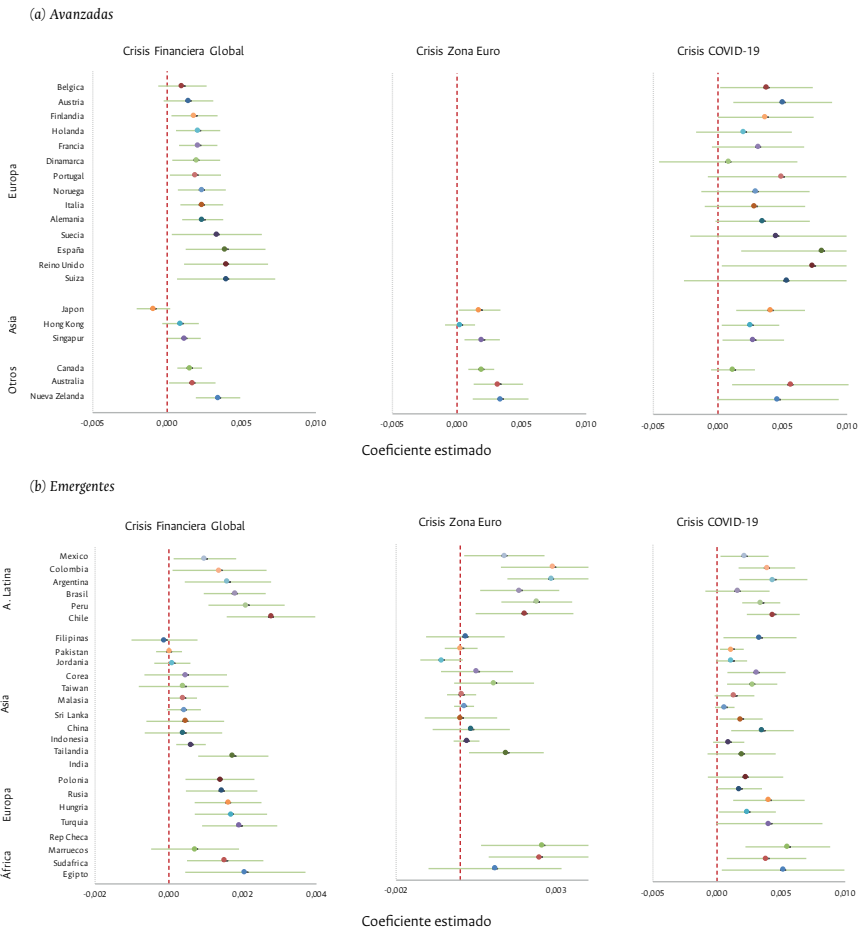 (a) Avanzadas
Crisis Financiera Global
Crisis Zona Euro
Crisis COVID-19
Europa
Belgica
Austria
Finlandia
Holanda
Francia
Dinamarca
Portugal
Noruega
Italia
Alemania
Suecia
España
Reino Unido
Suiza
Asia
Japon
Hong Kong
Singapur
Otros
Canada
Australia
Nueva Zelanda
-0,005 0,000 0,005 0,010
-0,005 0,000 0,005 0,010
-0,005 0,000 0,005 0,010
Coeficiente estimado
(b) Emergentes
Crisis Financiera Global
Crisis Zona Euro
Crisis COVID-19
A. Latina
Mexico
Colombia
Argentina
Brasil
Peru
Chile
Asia
Filipinas
Pakistan
Jordania
Corea
Taiwan
Malasia
Sri Lanka
China
Indonesia
Tailandia
India
Europa
Polonia
Rusia
Hungria
Turquia
Rep Checa
África
Marruecos
Sudafrica
Egipto
-0,002 0,000 0,002 0,004
-0,002 0,003
-0,005 0,000 0,005 0,010
Coeficiente estimado